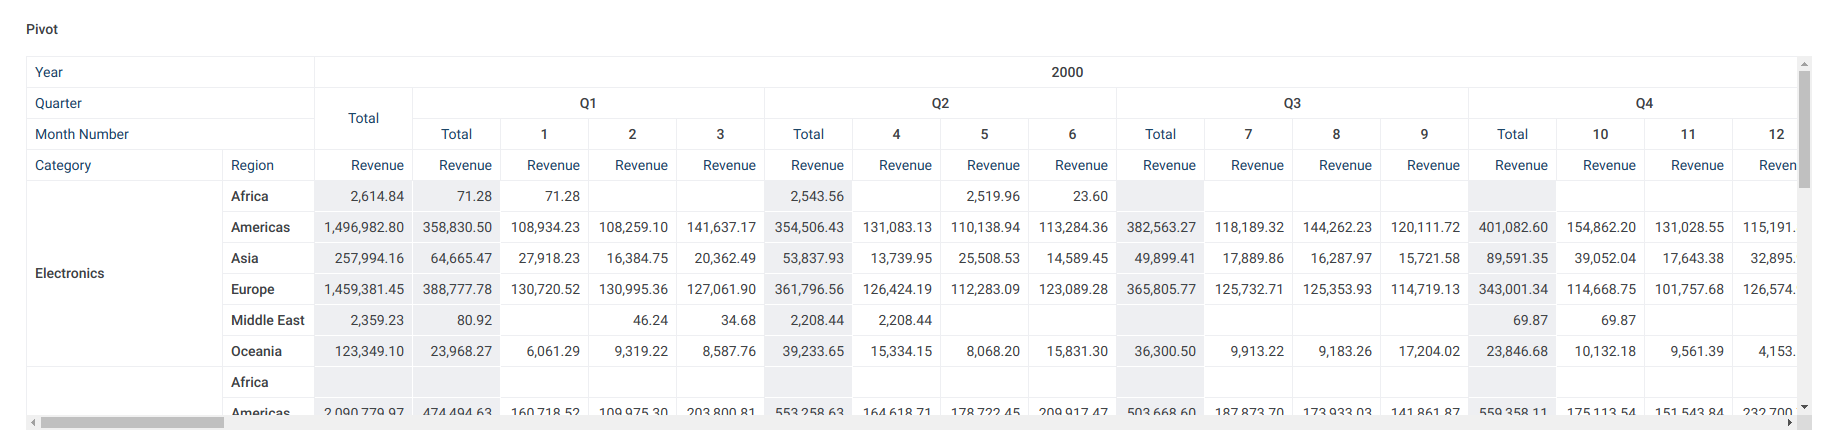 Pivot
Year 2000
Quarter Total Q1 Q2 Q3 Q4
Month Number Total 1 2 3 Total 4 5 6 Total 7 8 9 Total 10 11 12
Category Region Revenue Revenue Revenue Revenue Revenue Revenue Revenue Revenue Revenue Revenue Revenue Revenue Revenue Revenue Revenue Revenue Reven
Africa 2,614.84 71.28 71.28 2,543.56 2,519.96 23.60
Americas 1,496,982.80 358,830.50 108,934.23 108,259.10 141,637.17 354,506.43 131,083.13 110,138.94 113,284.36 382,563.27 118,189.32 144,262.23 120,111.72 401,082.60 154,862.20 131,028.55 115,191.
Asia 257,994.16 64,665.47 27,918.23 16,384.75 20,362.49 53,837.93 13,739.95 25,508.53 14,589.45 49,899.41 17,889.86 16,287.97 15,721.58 89,591.35 39,052.04 17,643.38 32,895.
Electronics
Europe 1,459,381.45 388,777.78 130,720.52 130,995.36 127,061.90 361,796.56 126,424.19 112,283.09 123,089.28 365,805.77 125,732.71 125,353.93 114,719.13 343,001.34 114,668.75 101,757.68 126,574.
Middle East 2,359.23 80.92 46.24 34.68 2,208.44 2,208.44 69.87 69.87
Oceania 123,349.10 23,968.27 6,061.29 9,319.22 8,587.76 39,233.65 15,334.15 8,068.20 15,831.30 36,300.50 9,913.22 9,183.26 17,204.02 23,846.68 10,132.18 9,561.39 4,153.
Africa
Americas 2,090,779.97 474,494.63 160,718.52 109,975.30 203,800.81 553,258.63 164,618.71 178,722.45 209,917.47 503,668.60 187,873.70 173,933.03 141,861.87 559,358.11 175,113.54 151,543.84 232,700